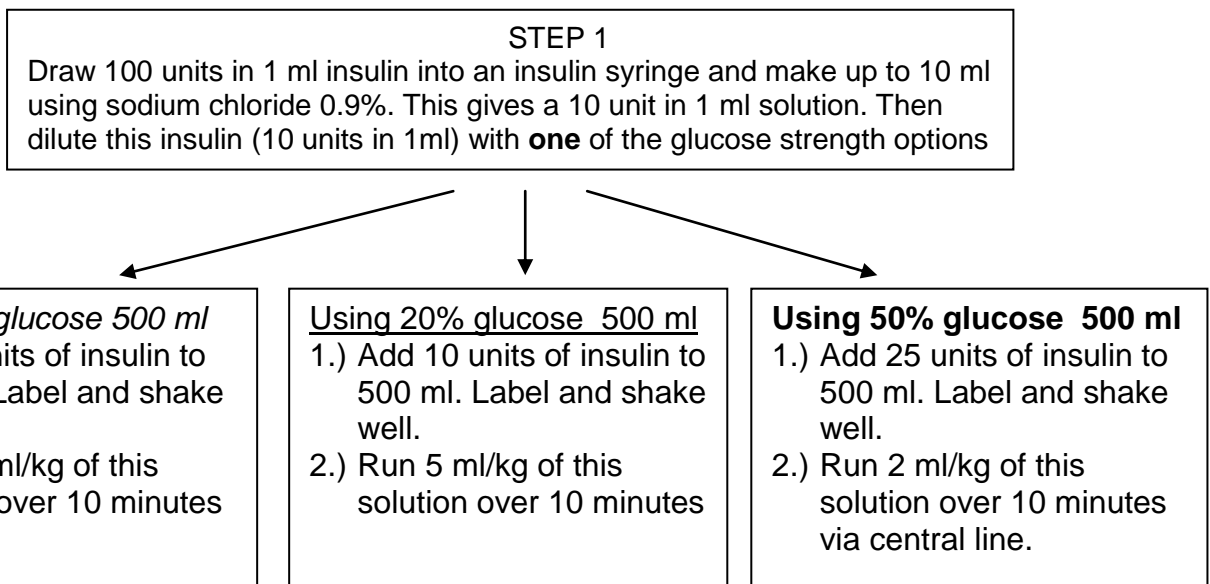 STEP 1
Draw 100 units in 1 ml insulin into an insulin syringe and make up to 10 ml
using sodium chloride 0.9%. This gives a 10 unit in 1 ml solution. Then
dilute this insulin (10 units in 1ml) with one of the glucose strength options
glucose 500 ml
of insulin to
Label and shake
ml/kg of this
over 10 minutes
Using 20% glucose 500 ml
1.) Add 10 units of insulin to
500 ml. Label and shake
well.
2.) Run 5 ml/kg of this
solution over 10 minutes
Using 50% glucose 500 ml
1.) Add 25 units of insulin to
500 ml. Label and shake
well.
2.) Run 2 ml/kg of this
solution over 10 minutes
via central line.